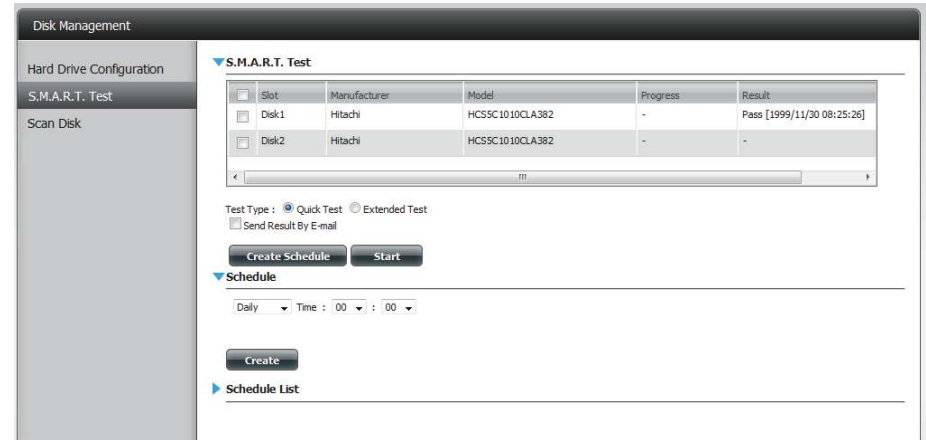 Disk Management
Hard Drive Configuration
S.M.A.R.T. Test
Scan Disk
S.M.A.R.T. Test
Slot Manufacturer Model Progress Result
Disk1 Hitachi HCS5C1010CLA382 - Pass [1999/11/30 08:25:26]
Disk2 Hitachi HCS5C1010CLA382 - -
Test Type : Quick Test Extended Test
Send Result By E-mail
Create Schedule Start
Schedule
Daily Time : 00 : 00
Create
Schedule List